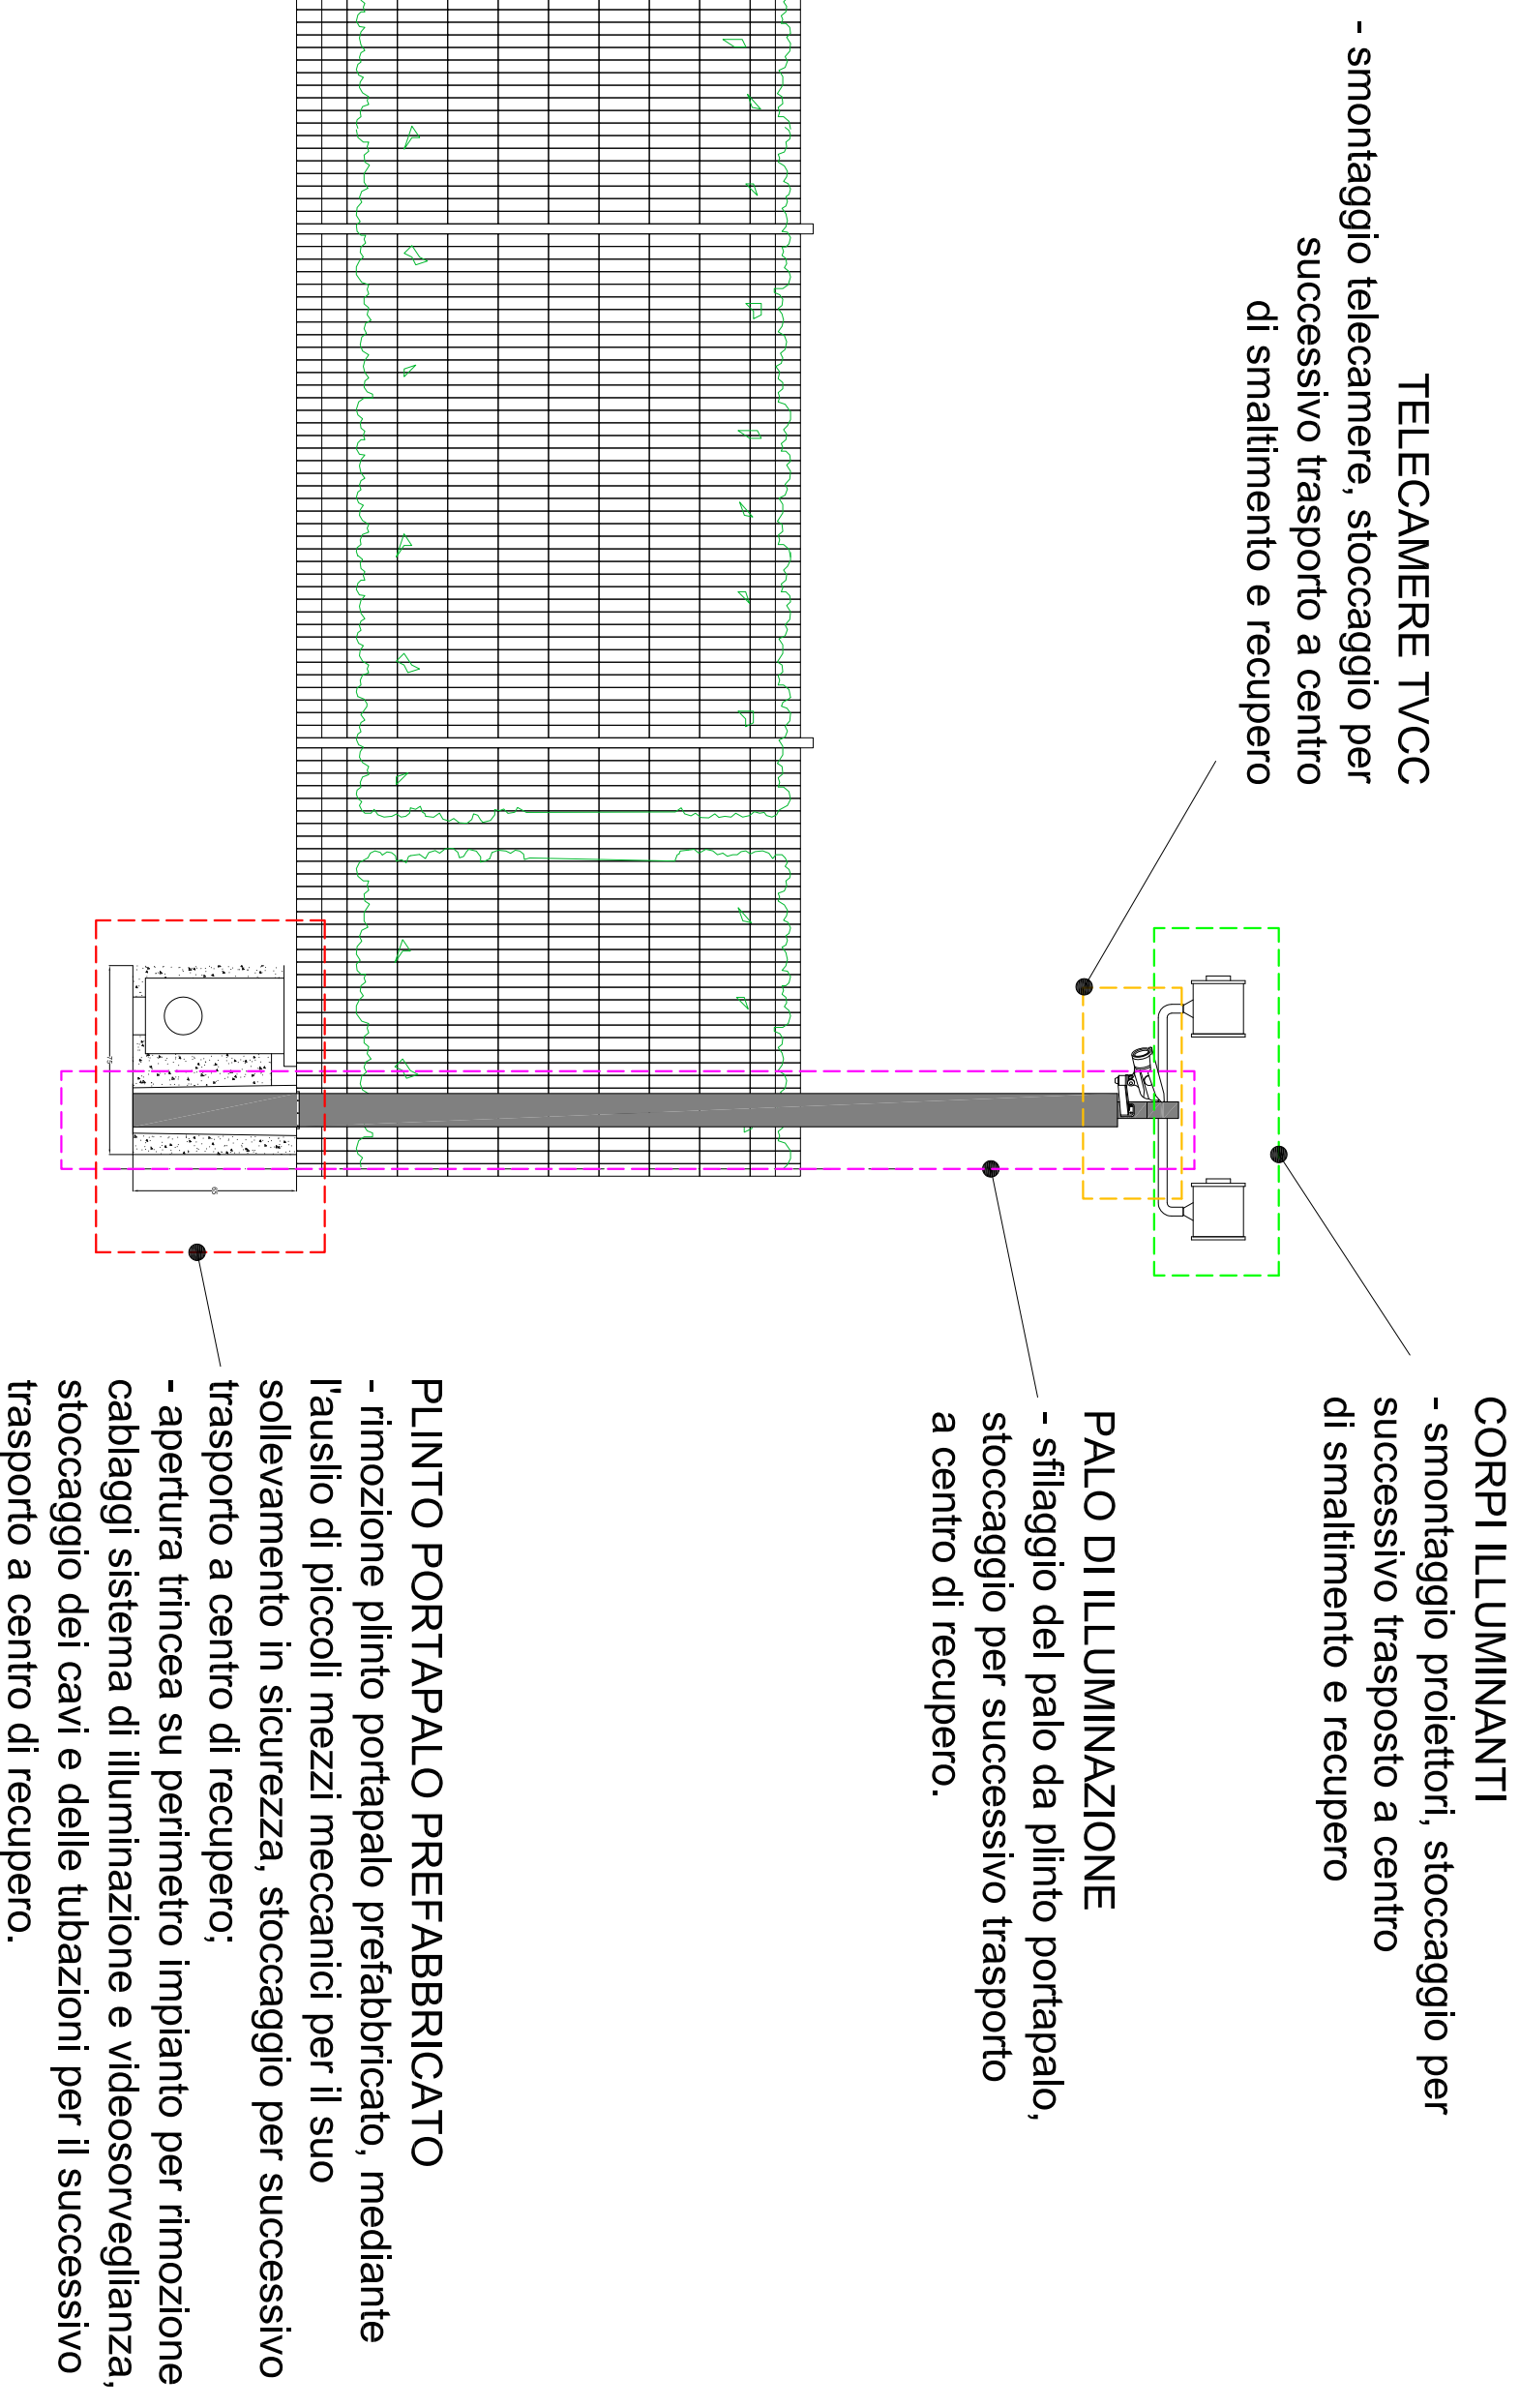 TELECAMERE TVCC
- smontaggio telecamere, stoccaggio per
successivo trasporto a centro
di smaltimento e recupero
CORPI ILLUMINANTI
- smontaggio proiettori, stoccaggio per
successivo trasposto a centro
di smaltimento e recupero
PALO DI ILLUMINAZIONE
- sfilaggio del palo da plinto portapalo,
stoccaggio per successivo trasporto
a centro di recupero.
PLINTO PORTAPALO PREFABBRICATO
- rimozione plinto portapalo prefabbricato, mediante
l'auslio di piccoli mezzi meccanici per il suo
sollevamento in sicurezza, stoccaggio per successivo
trasporto a centro di recupero;
- apertura trincea su perimetro impianto per rimozione
cablaggi sistema di illuminazione e videosorveglianza,
stoccaggio dei cavi e delle tubazioni per il successivo
trasporto a centro di recupero.
75